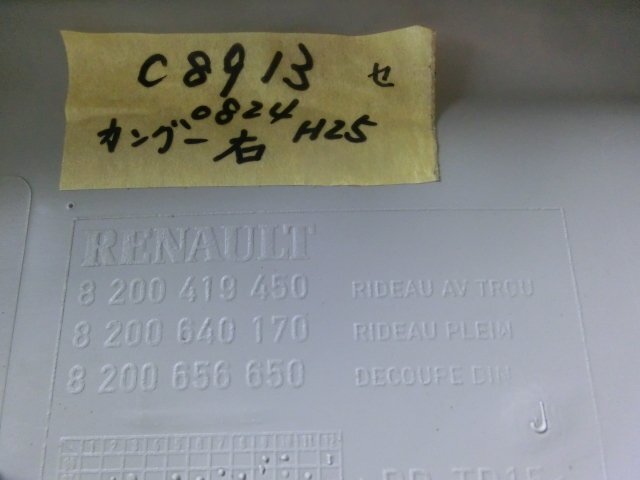 C8913 セ
0824
カングー 右 H25
RENAULT
8 200 419 450 RIDEAU AV TROU
8 200 640 170 RIDEAU PLEIN
8 200 656 650 DECOUPE DIN
J